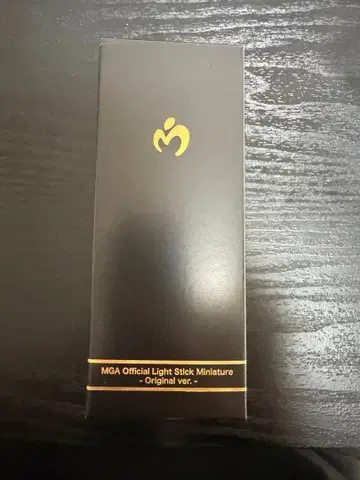 MGA Official Light Stick Miniature
- Original ver. -